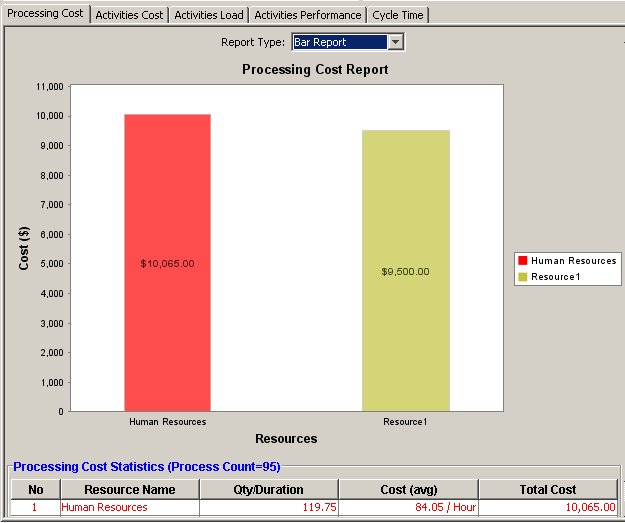 Processing Cost Activities Cost Activities Load Activities Performance Cycle Time
Report Type: Bar Report
Processing Cost Report
11,000
10,000
9,000
8,000
7,000
6,000
5,000
4,000
3,000
2,000
1,000
0
Cost ($)
$10,065.00
$9,500.00
Human Resources
Resource1
Human Resources Resource1
Resources
Processing Cost Statistics (Process Count=95)
No Resource Name Qty/Duration Cost (avg) Total Cost
1 Human Resources 119.75 84.05 / Hour 10,065.00